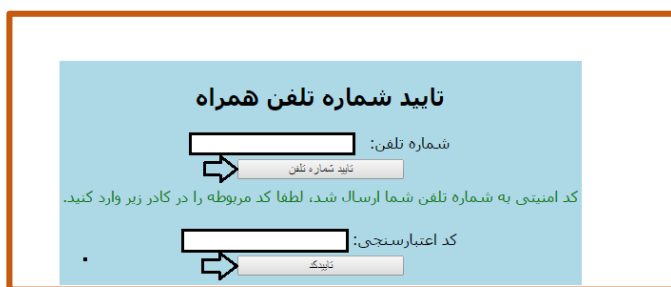 تایید شماره تلفن همراه
شماره تلفن:
تایید شماره تلفن
کد امنیتی به شماره تلفن شما ارسال شد، لطفا کد مربوطه را در کادر زیر وارد کنید.
کد اعتبارسنجی:
تاییدکد